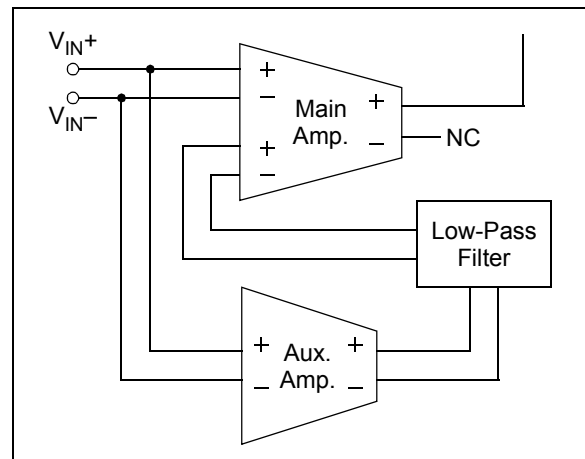 V_IN+
V_IN−
+
−
+
−
Main
Amp.
+
−
NC
Low-Pass
Filter
+
−
Aux.
Amp.
+
−